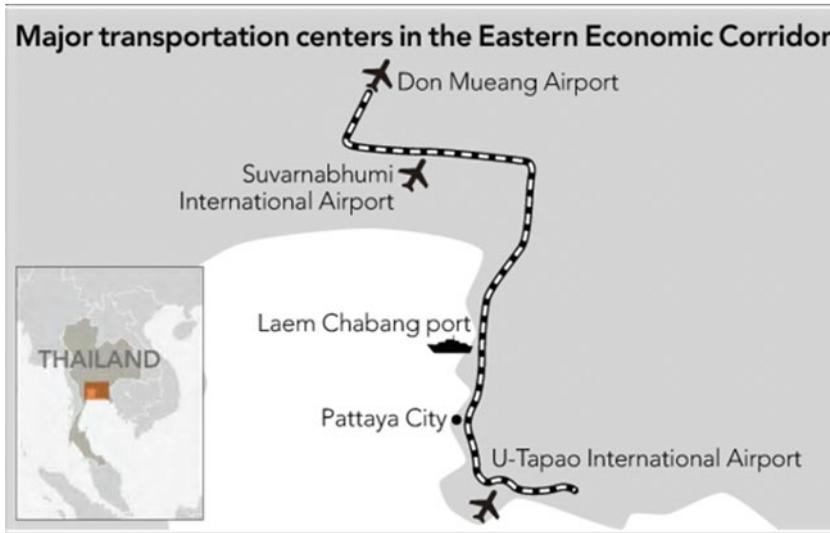 Major transportation centers in the Eastern Economic Corridor
Don Mueang Airport
Suvarnabhumi
International Airport
Laem Chabang port
THAILAND
Pattaya City
U-Tapao International Airport